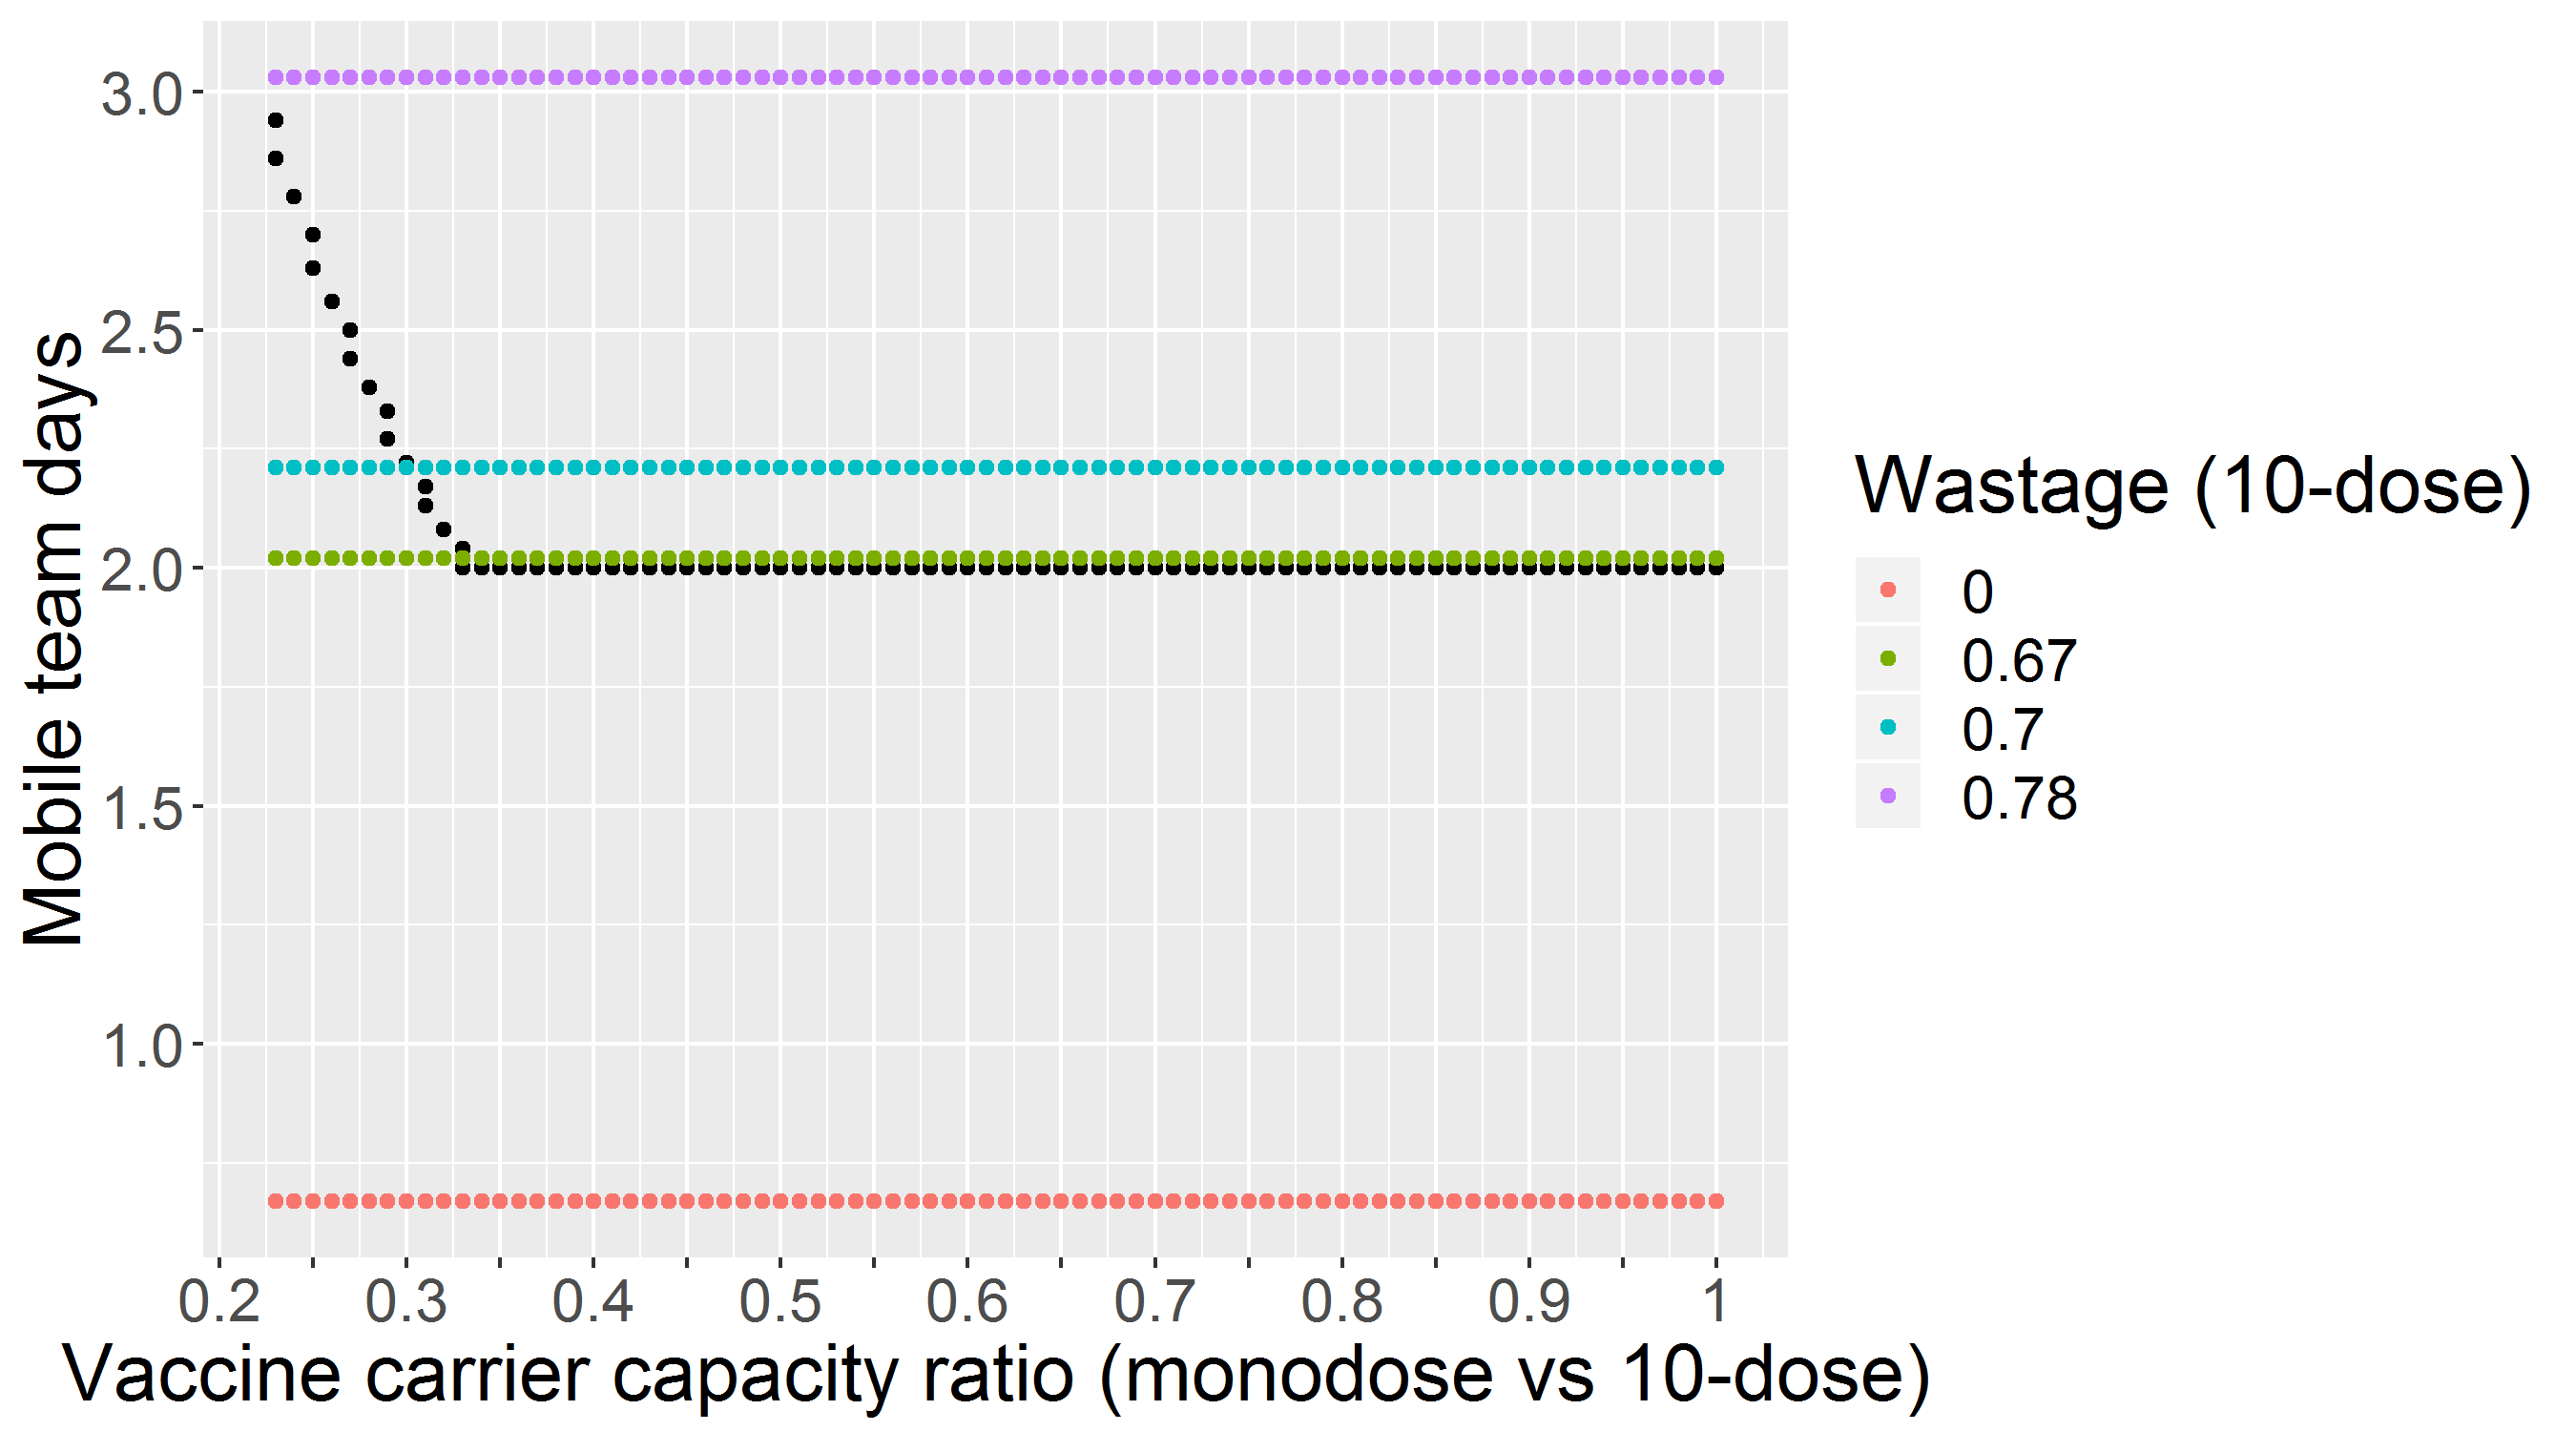 3.0
2.5
2.0
1.5
1.0
Mobile team days
0.2 0.3 0.4 0.5 0.6 0.7 0.8 0.9 1
Vaccine carrier capacity ratio (monodose vs 10-dose)
Wastage (10-dose)
0
0.67
0.7
0.78